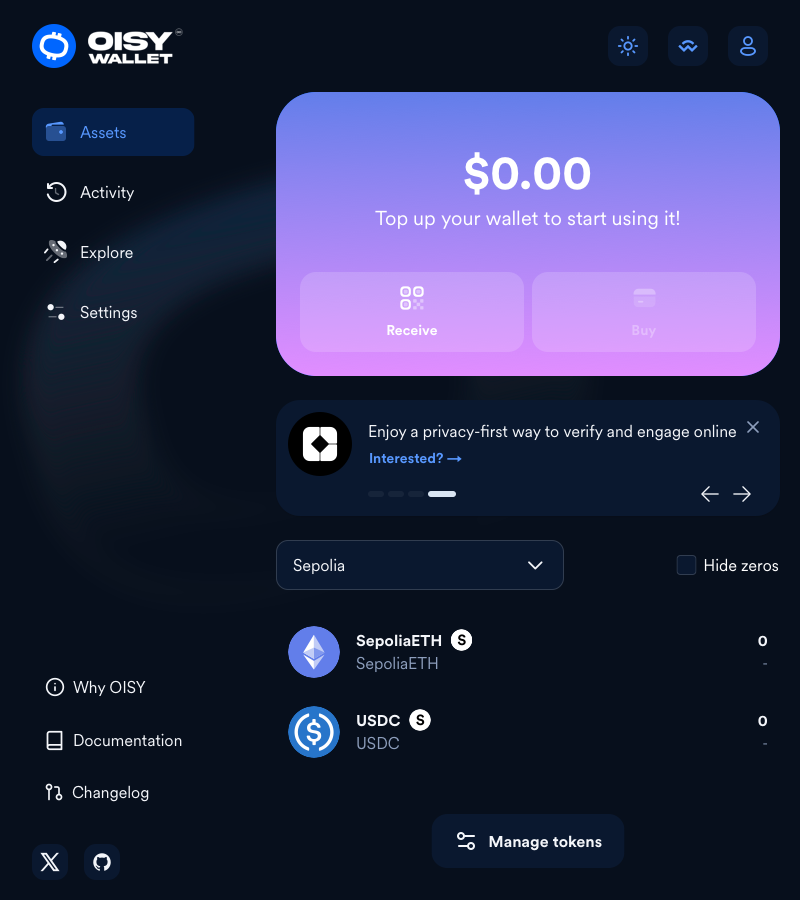 OISY
WALLET
Assets
Activity
Explore
Settings
$0.00
Top up your wallet to start using it!
Receive
Buy
Enjoy a privacy-first way to verify and engage online
Interested? →
Sepolia
Hide zeros
SepoliaETH S
0
SepoliaETH
-
USDC S
0
USDC
-
Manage tokens
Why OISY
Documentation
Changelog